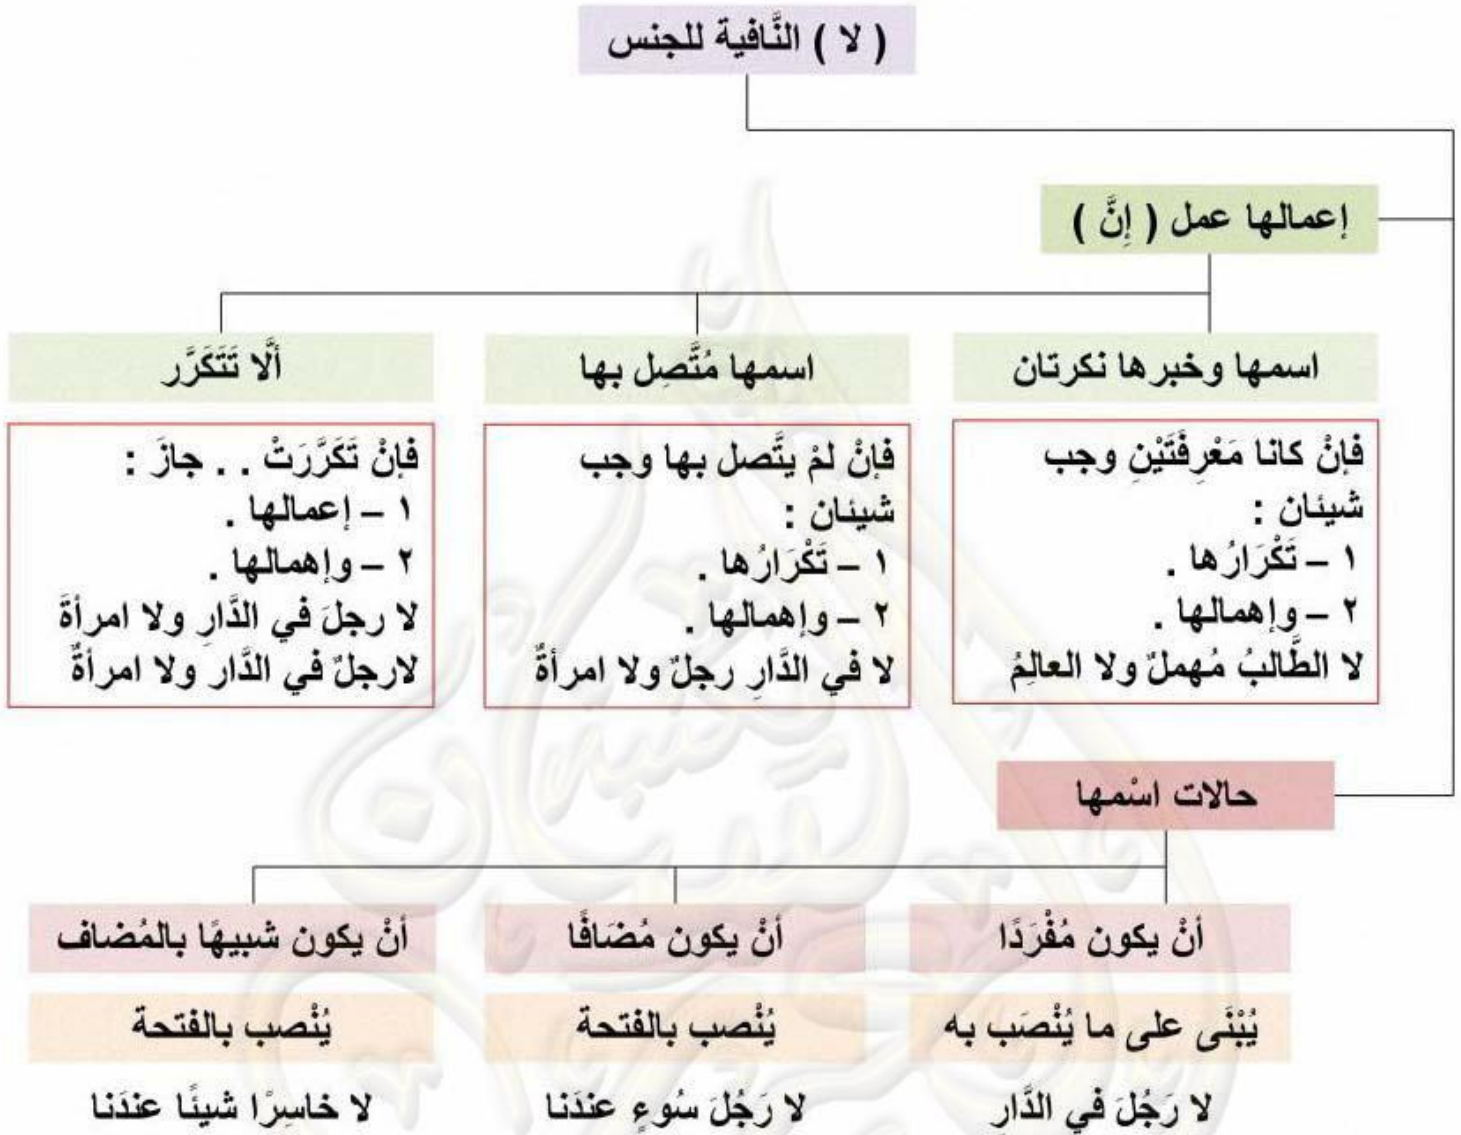 ( لا ) النَّافية للجنس
إعمالها عمل ( إِنَّ )
اسمها وخبرها نكرتان
فإنْ كانا مَعْرِفَتَيْنِ وجب
شيئان :
١ – تَكْرَارُها .
٢ – وإهمالها .
لا الطَّالبُ مُهملٌ ولا العالِمُ
اسمها مُتَّصِل بها
فإنْ لمْ يتَّصل بها وجب
شيئان :
١ – تَكْرَارُها .
٢ – وإهمالها .
لا في الدَّارِ رجلٌ ولا امرأةٌ
ألَّا تَتَكَرَّر
فإنْ تَكَرَّرَتْ . . جازَ :
١ – إعمالها .
٢ – وإهمالها .
لا رجلَ في الدَّارِ ولا امرأةَ
لارجلٌ في الدَّار ولا امرأةٌ
حالات اسْمها
أنْ يكون مُفْرَدًا
يُبْنَى على ما يُنْصَب به
لا رَجُلَ في الدَّارِ
أنْ يكون مُضَافًا
يُنْصب بالفتحة
لا رَجُلَ سُوءٍ عندَنا
أنْ يكون شبيهًا بالمُضاف
يُنْصب بالفتحة
لا خاسِرًا شيئًا عندَنا